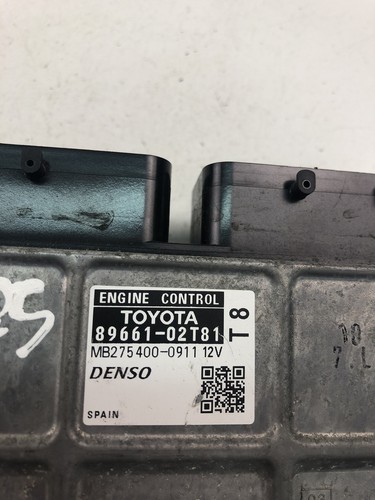 ENGINE CONTROL
TOYOTA
89661-02T81
T8
MB275400-0911 12V
DENSO
SPAIN